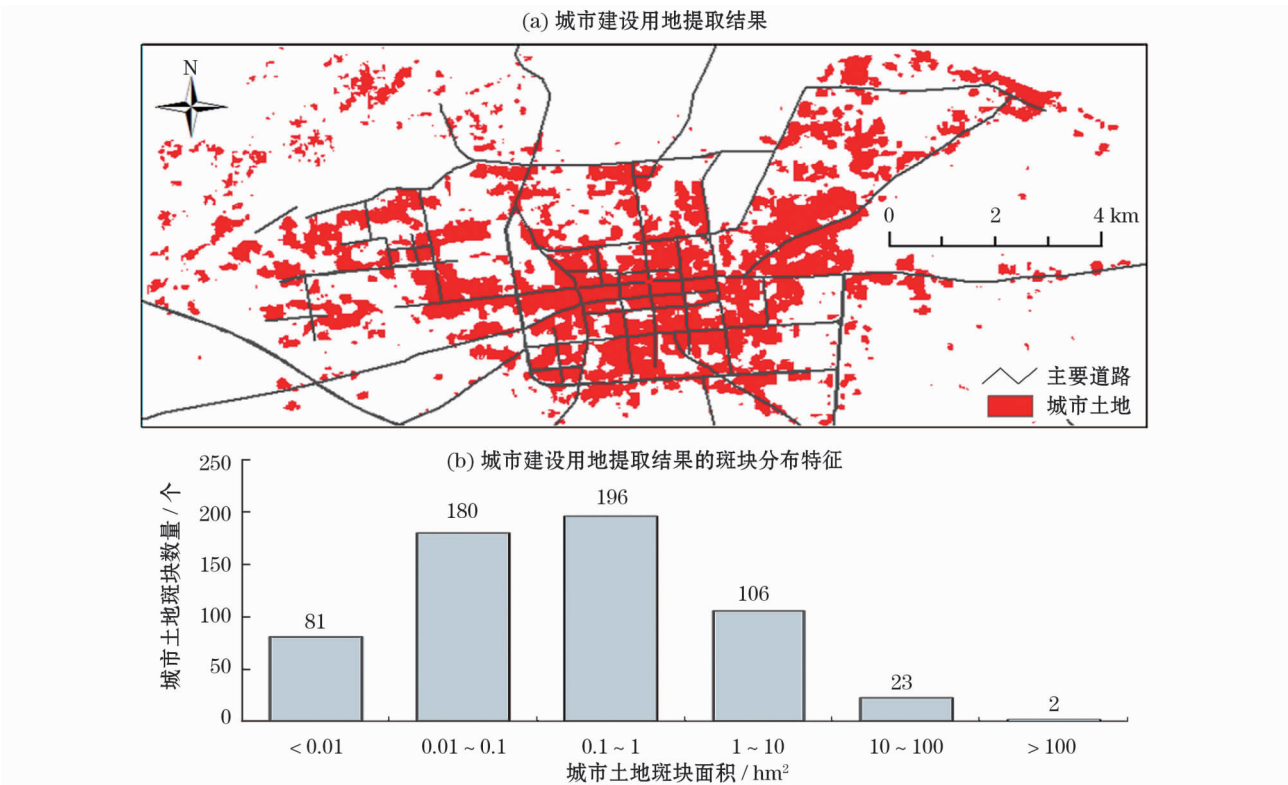 (a) 城市建设用地提取结果
N
0 2 4 km
主要道路
城市土地
(b) 城市建设用地提取结果的斑块分布特征
城市土地斑块数量 / 个
250
200
150
100
50
0
81
180
196
106
23
2
< 0.01 0.01 ~ 0.1 0.1 ~ 1 1 ~ 10 10 ~ 100 > 100
城市土地斑块面积 / hm²